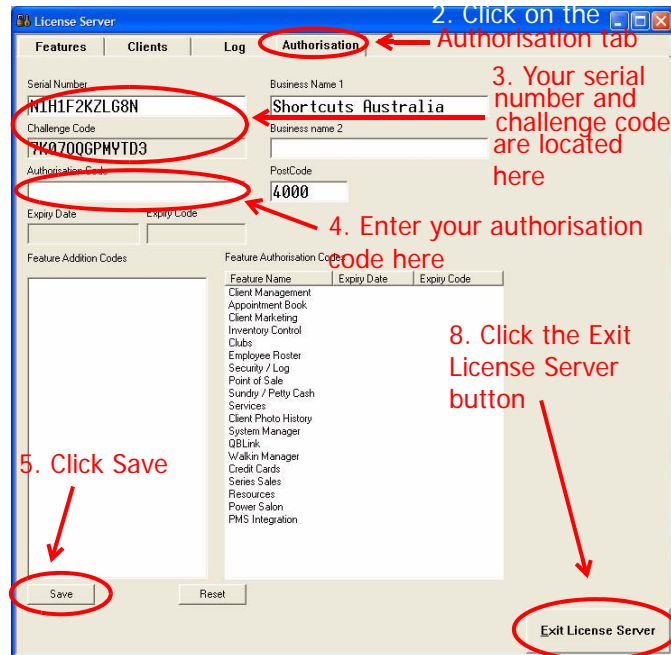 License Server
2. Click on the
Features Clients Log Authorisation
Authorisation tab
Serial Number
Business Name 1
3. Your serial
number and
challenge code
are located
here
N1H1F2KZLG8N
Shortcuts Australia
Challenge Code
Business name 2
7K07QQGPMYTD3
Authorisation Code
PostCode
4000
Expiry Date Expiry Code
4. Enter your authorisation
code here
Feature Addition Codes
Feature Authorisation Codes
Feature Name Expiry Date Expiry Code
Client Management
Appointment Book
Client Marketing
Inventory Control
Clubs
Employee Roster
Security / Log
Point of Sale
Sundry / Petty Cash
Services
Client Photo History
System Manager
QBLink
Walkin Manager
Credit Cards
Series Sales
Resources
Power Salon
PMS Integration
8. Click the Exit
License Server
button
5. Click Save
Save Reset
Exit License Server